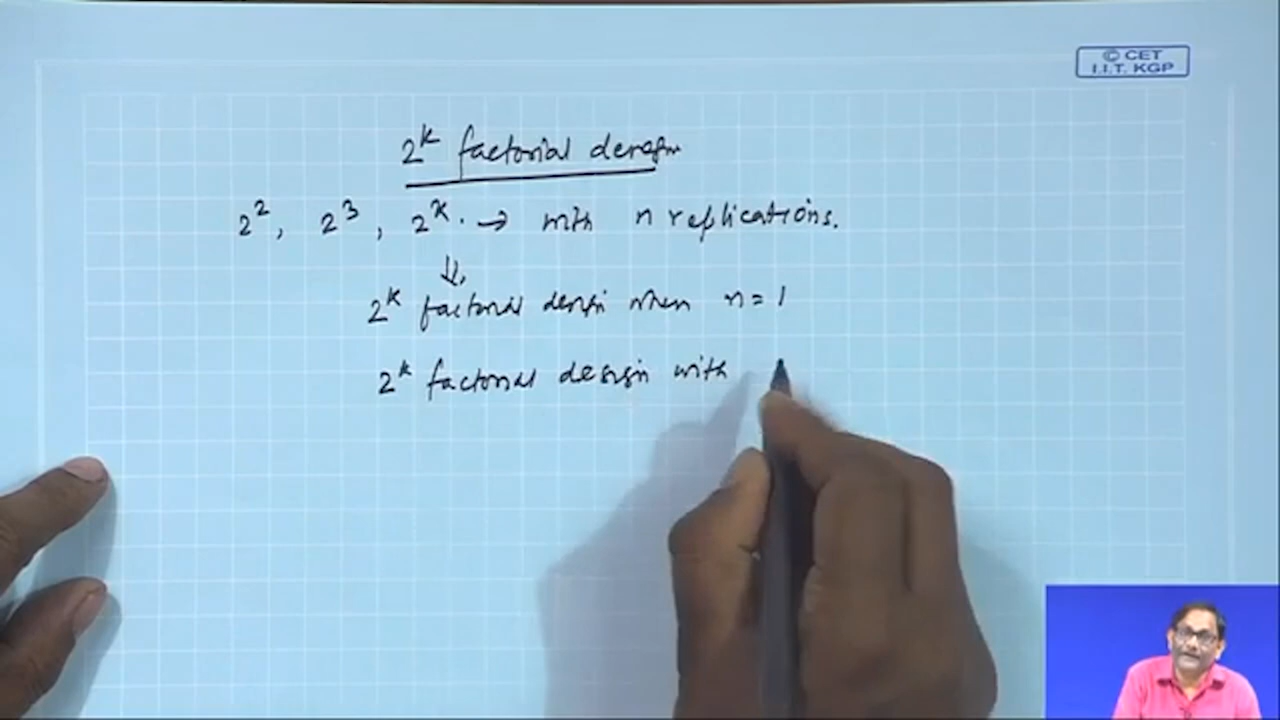 © CET
I.I.T. KGP
2^k factorial design
2^2, 2^3, 2^k. → with n replications.
⇓
2^k factorial design when n = 1
2^k factorial design with